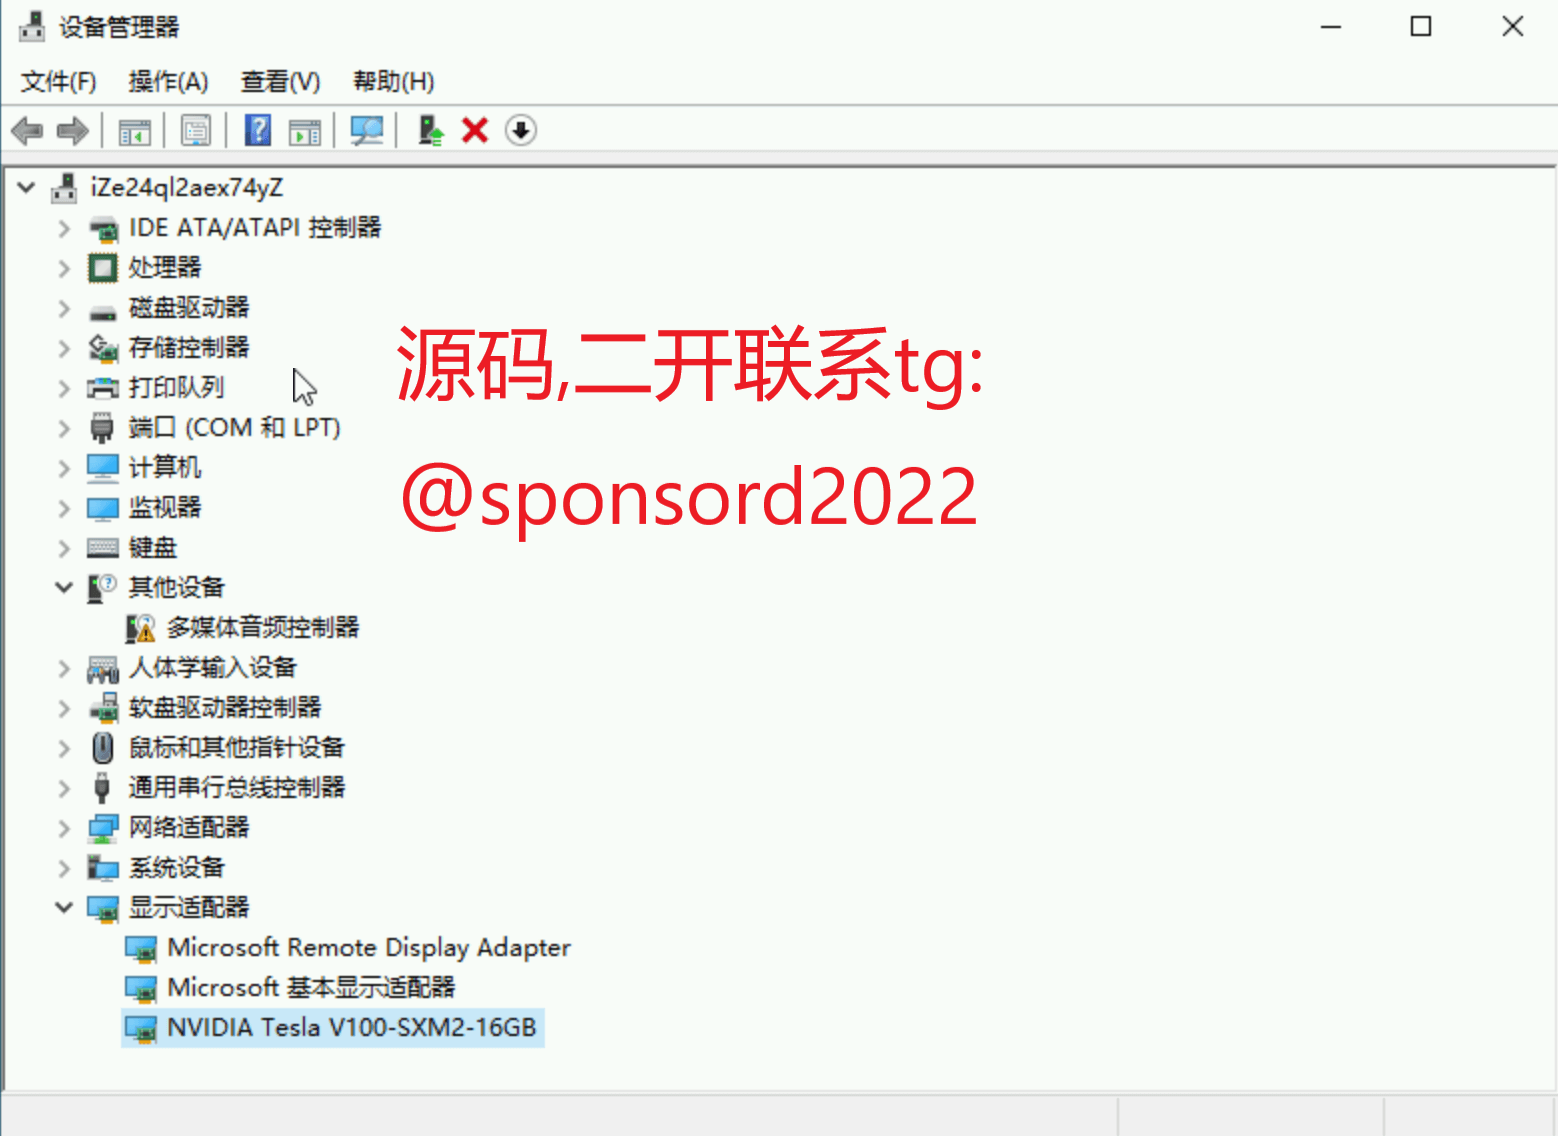 设备管理器
文件(F) 操作(A) 查看(V) 帮助(H)
iZe24ql2aex74yZ
IDE ATA/ATAPI 控制器
处理器
磁盘驱动器
存储控制器
打印队列
端口 (COM 和 LPT)
计算机
监视器
键盘
其他设备
多媒体音频控制器
人体学输入设备
软盘驱动器控制器
鼠标和其他指针设备
通用串行总线控制器
网络适配器
系统设备
显示适配器
Microsoft Remote Display Adapter
Microsoft 基本显示适配器
NVIDIA Tesla V100-SXM2-16GB
源码,二开联系tg:
@sponsord2022